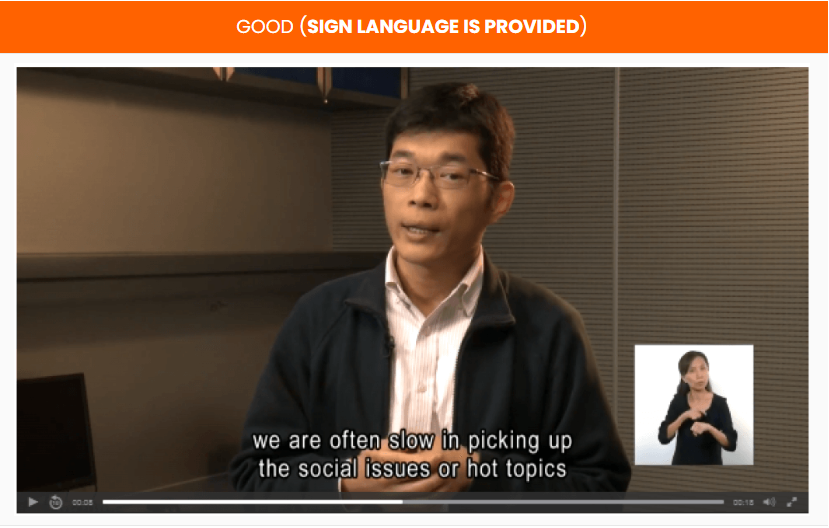 GOOD (SIGN LANGUAGE IS PROVIDED)
we are often slow in picking up
the social issues or hot topics
00:08
00:18